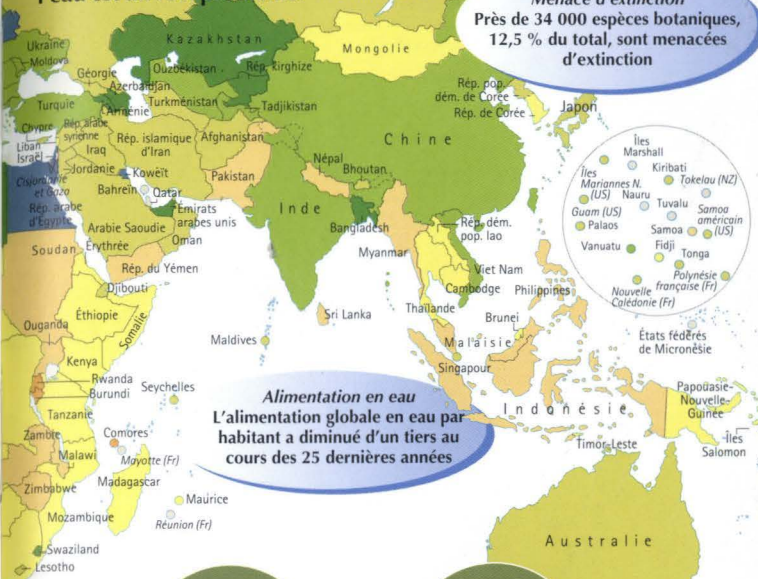 Menace d'extinction
Près de 34 000 espèces botaniques,
12,5 % du total, sont menacées
d'extinction
Ukraine
Moldova
Kazakhstan
Mongolie
Géorgie
Ouzbékistan
Rép. kirghize
Azerbaïdjan
Turquie
Arménie
Turkménistan
Tadjikistan
Rép. pop.
dém. de Corée
Rép. de Corée
Japon
Chypre
Rép. arabe
syrienne
Liban
Israël
Iraq
Rép. islamique
d'Iran
Afghanistan
Chine
Cisjordanie
et Gaza
Jordanie
Koweït
Bahreïn
Qatar
Pakistan
Népal
Bhoutan
Rép. arabe
d'Égypte
Émirats
arabes unis
Arabie Saoudite
Oman
Inde
Bangladesh
Myanmar
Rép. dém.
pop. lao
Soudan
Érythrée
Rép. du Yémen
Djibouti
Viet Nam
Cambodge
Thaïlande
Philippines
Éthiopie
Somalie
Sri Lanka
Brunei
Ouganda
Kenya
Maldives
Malaisie
Singapour
Rwanda
Burundi
Seychelles
Tanzanie
Indonésie
Papouasie-
Nouvelle-
Guinée
Îles
Salomon
Timor-Leste
Zambie
Comores
Mayotte (Fr)
Malawi
Madagascar
Zimbabwe
Maurice
Mozambique
Réunion (Fr)
Swaziland
Lesotho
Australie
Îles
Marshall
Îles
Mariannes N.
(US)
Kiribati
Tokelau (NZ)
Nauru
Guam (US)
Tuvalu
Samoa
américain
(US)
Palaos
Samoa
Vanuatu
Fidji
Tonga
Polynésie
française (Fr)
Nouvelle
Calédonie (Fr)
États fédérés
de Micronésie
Alimentation en eau
L'alimentation globale en eau par
habitant a diminué d'un tiers au
cours des 25 dernières années